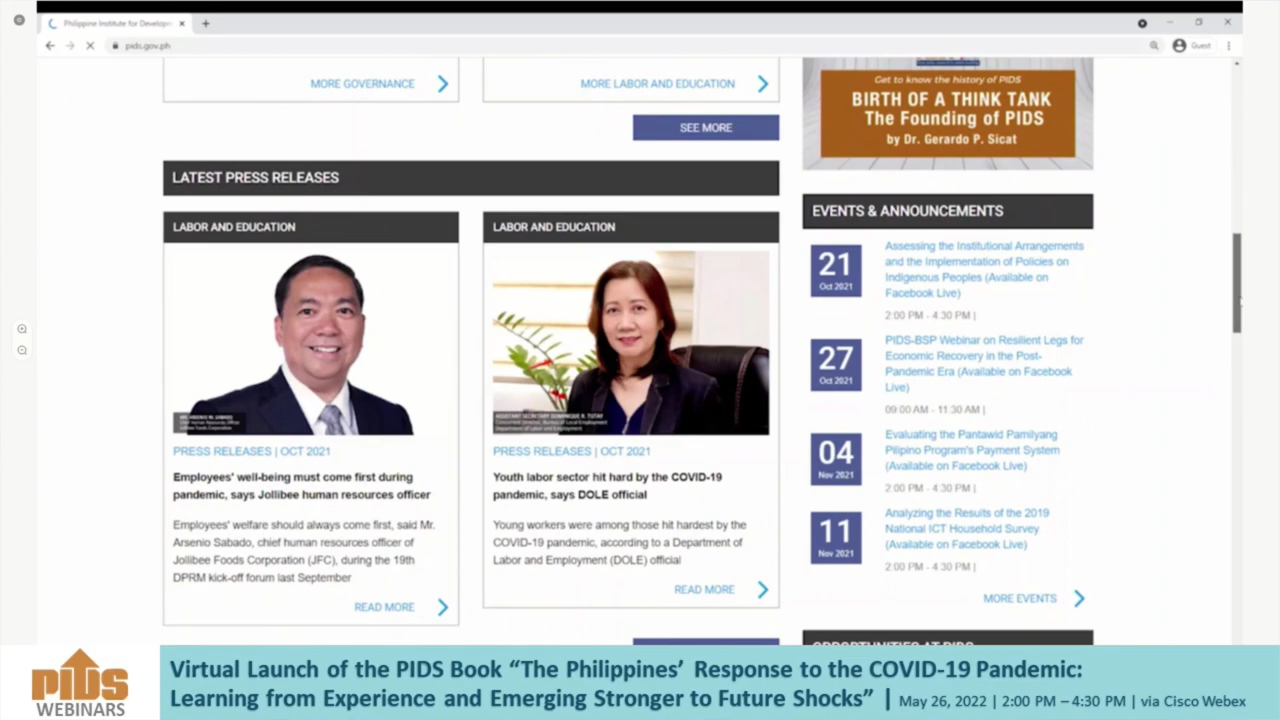 Philippine Institute for Developm
pids.gov.ph
Guest
MORE GOVERNANCE
MORE LABOR AND EDUCATION
SEE MORE
LATEST PRESS RELEASES
LABOR AND EDUCATION
PRESS RELEASES | OCT 2021
Employees' well-being must come first during
pandemic, says Jollibee human resources officer
Employees' welfare should always come first, said Mr.
Arsenio Sabado, chief human resources officer of
Jollibee Foods Corporation (JFC), during the 19th
DPRM kick-off forum last September
READ MORE
LABOR AND EDUCATION
ASSISTANT SECRETARY DOMINIQUE R. TUTAY
Department of Labor and Employment
PRESS RELEASES | OCT 2021
Youth labor sector hit hard by the COVID-19
pandemic, says DOLE official
Young workers were among those hit hardest by the
COVID-19 pandemic, according to a Department of
Labor and Employment (DOLE) official
READ MORE
Get to know the history of PIDS
BIRTH OF A THINK TANK
The Founding of PIDS
by Dr. Gerardo P. Sicat
EVENTS & ANNOUNCEMENTS
21
Oct 2021
Assessing the Institutional Arrangements
and the Implementation of Policies on
Indigenous Peoples (Available on
Facebook Live)
2:00 PM - 4:30 PM |
27
Oct 2021
PIDS-BSP Webinar on Resilient Legs for
Economic Recovery in the Post-
Pandemic Era (Available on Facebook
Live)
09:00 AM - 11:30 AM |
04
Nov 2021
Evaluating the Pantawid Pamilyang
Pilipino Program's Payment System
(Available on Facebook Live)
2:00 PM - 4:30 PM |
11
Nov 2021
Analyzing the Results of the 2019
National ICT Household Survey
(Available on Facebook Live)
2:00 PM - 4:30 PM |
MORE EVENTS
OPPORTUNITIES AT PIDS
PIDS
WEBINARS
Virtual Launch of the PIDS Book “The Philippines’ Response to the COVID-19 Pandemic:
Learning from Experience and Emerging Stronger to Future Shocks” | May 26, 2022 | 2:00 PM – 4:30 PM | via Cisco Webex